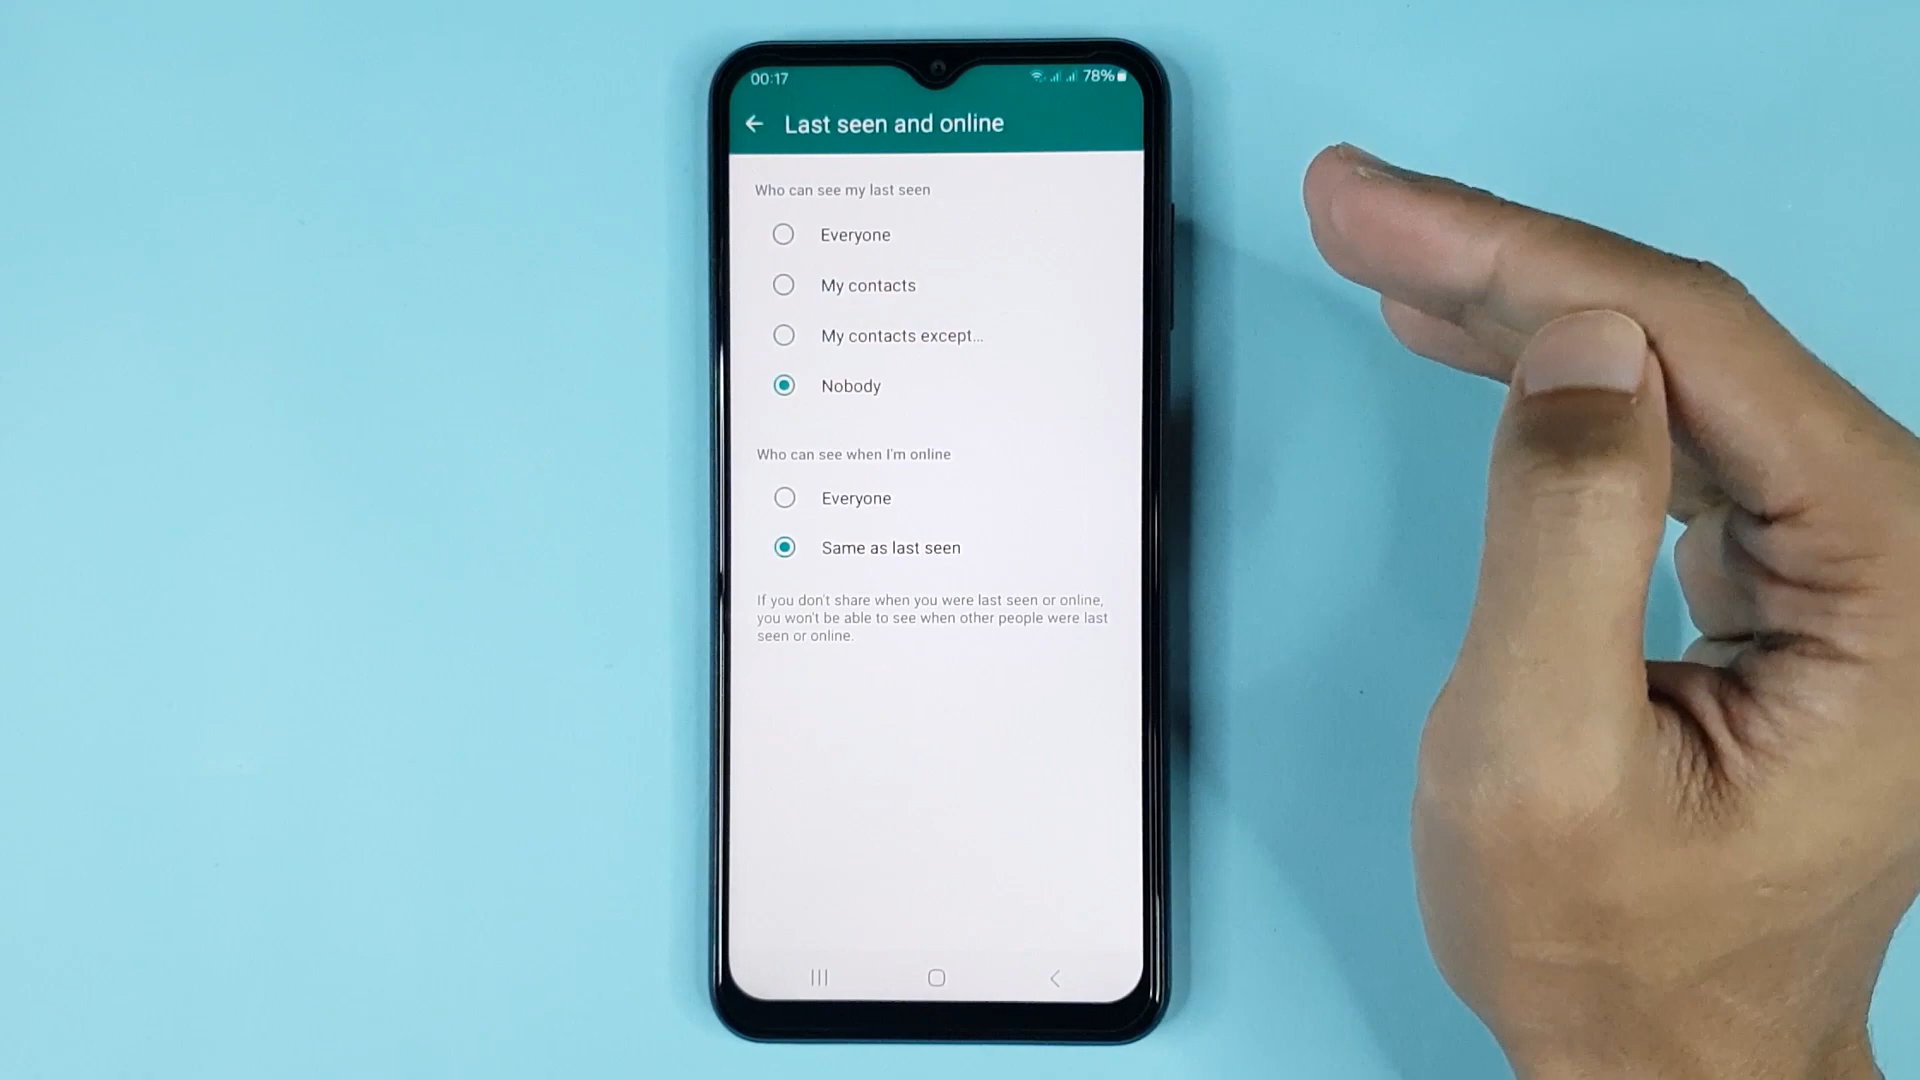 00:17
78%
Last seen and online
Who can see my last seen
Everyone
My contacts
My contacts except...
Nobody
Who can see when I'm online
Everyone
Same as last seen
If you don't share when you were last seen or online,
you won't be able to see when other people were last
seen or online.